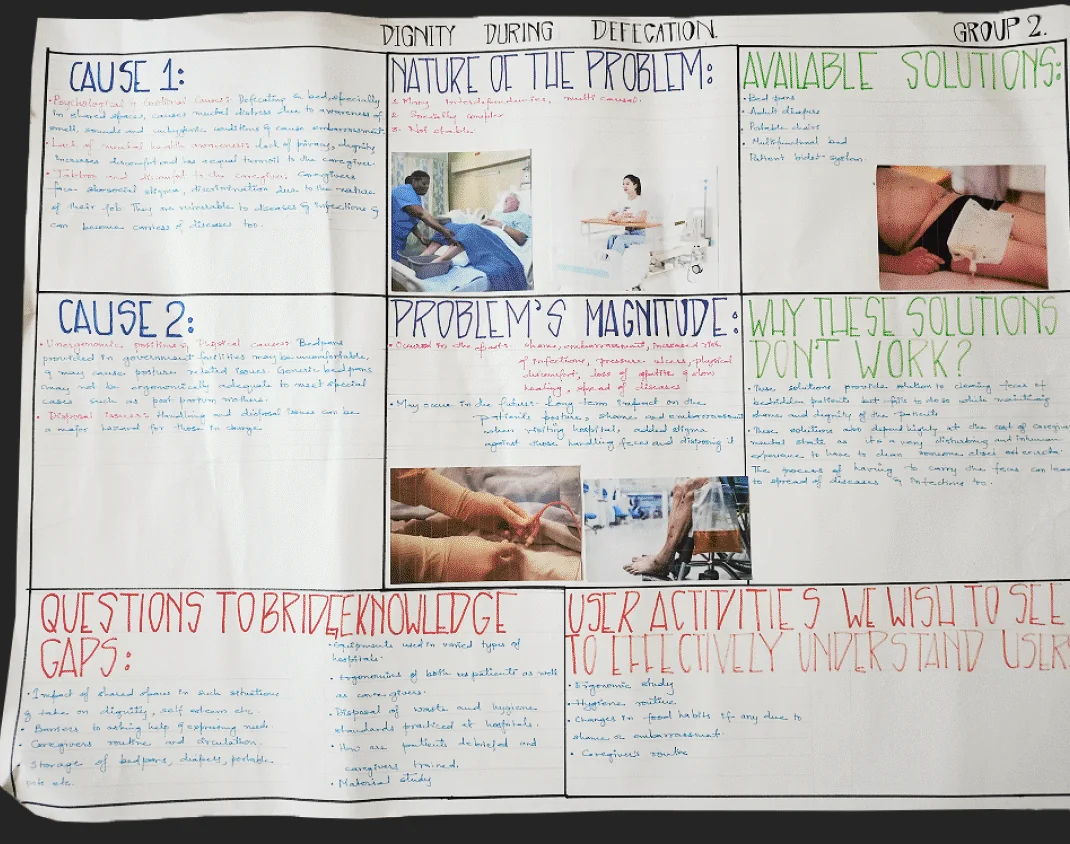 DIGNITY DURING DEFECATION.
GROUP 2.
CAUSE 1:
Psychological & Emotional Causes: Defecating in bed, especially
in shared spaces, causes mental distress due to awareness of
smell, sounds and unhygienic conditions & cause embarrassment
Lack of mental health awareness: lack of privacy, dignity
increases discomfort and has equal turmoil to the caregiver.
Taboos and discomfort to the caregiver: Caregivers
face social stigma, discrimination due to the nature
of their job They are vulnerable to diseases & infections &
can become carriers of diseases too.
NATURE OF THE PROBLEM:
1. Many Interdependencies, multi causal.
2. Socially complex
3. Not stable
AVAILABLE SOLUTIONS:
• Bed pans
• Adult diapers
• Potable chairs
• Multifunctional bed
Patient bidet system
CAUSE 2:
• Unergonomic positions & Physical causes: Bedpans
provided in government facilities may be uncomfortable,
& may cause posture related issues. Generic bedpans
may not be ergonomically adequate to meet special
cases such as post partum mothers.
• Disposal issues: Handling and disposal issues can be
a major hazard for those in charge
PROBLEM'S MAGNITUDE:
• Occured in the past: shame, embarrassment, increased risk
of infections, pressure ulcers, physical
discomfort, loss of apetite & slow
healing, spread of diseases
• May occur in the future: Long term impact on the
patients posture, shame and embarrassment
when visiting hospitals, added stigma
against those handling feces and disposing it
WHY THESE SOLUTIONS
DON'T WORK?
• These solutions provide solution to cleaning feces of
bedridden patients but fails to do so while maintaining
shame and dignity of the patients
• These solutions also depend highly at the cost of caregivers
mental state as it's a very disturbing and inhuman
experience to have to clean someone elses excreta.
The process of having to carry the feces can lead
to spread of diseases & infections too.
QUESTIONS TO BRIDGE KNOWLEDGE
GAPS:
• Impact of shared spaces in such situations
& take on dignity, self esteem etc.
• Barriers to asking help & expressing need.
• Caregivers routine and circulation.
• Storage of bedpans, diapers, portable
pots etc.
• Equipments used in varied types of
hospitals.
• Ergonomics of both patients as well
as care givers.
• Disposal of waste and hygiene
standards practiced at hospitals.
• How are patients debriefed and
caregivers trained.
• Material study
USER ACTIVITIES WE WISH TO SEE
TO EFFECTIVELY UNDERSTAND USERS
• Ergonomic study
• Hygiene routine
• Changes in food habits if any due to
shame or embarrassment.
• Caregivers routine